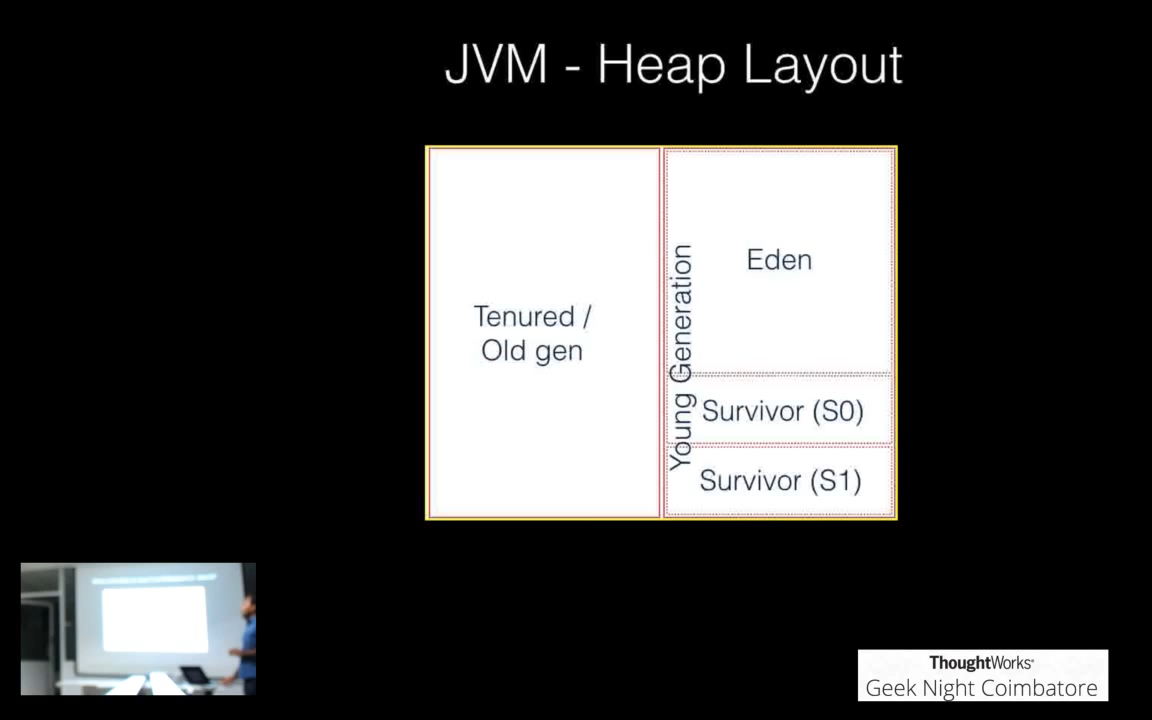 JVM - Heap Layout
Tenured /
Old gen
Young Generation
Eden
Survivor (S0)
Survivor (S1)
ThoughtWorks®
Geek Night Coimbatore